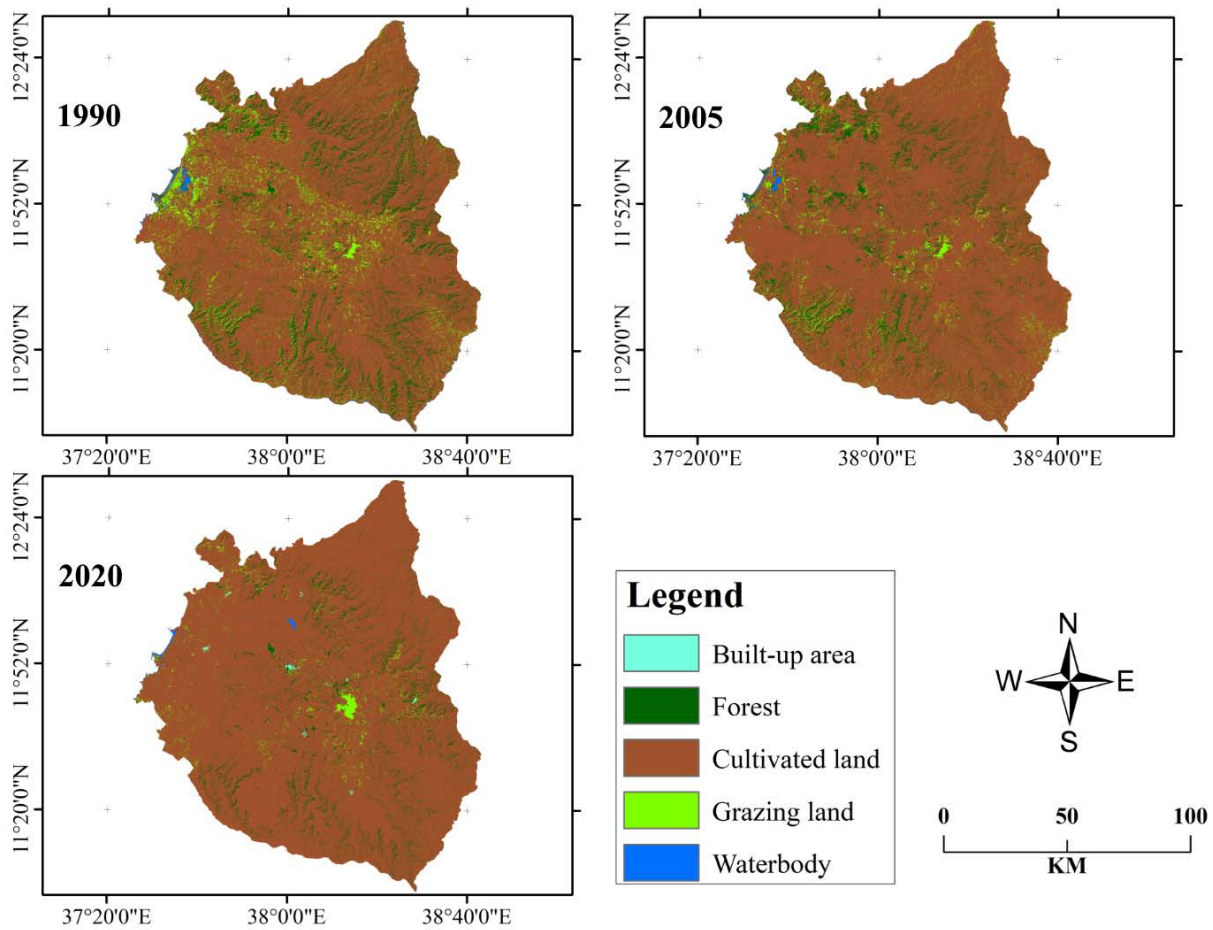 1990
12°24'0"N
11°52'0"N
11°20'0"N
37°20'0"E 38°0'0"E 38°40'0"E
2005
12°24'0"N
11°52'0"N
11°20'0"N
37°20'0"E 38°0'0"E 38°40'0"E
2020
12°24'0"N
11°52'0"N
11°20'0"N
37°20'0"E 38°0'0"E 38°40'0"E
Legend
Built-up area
Forest
Cultivated land
Grazing land
Waterbody
N
W E
S
0 50 100
KM